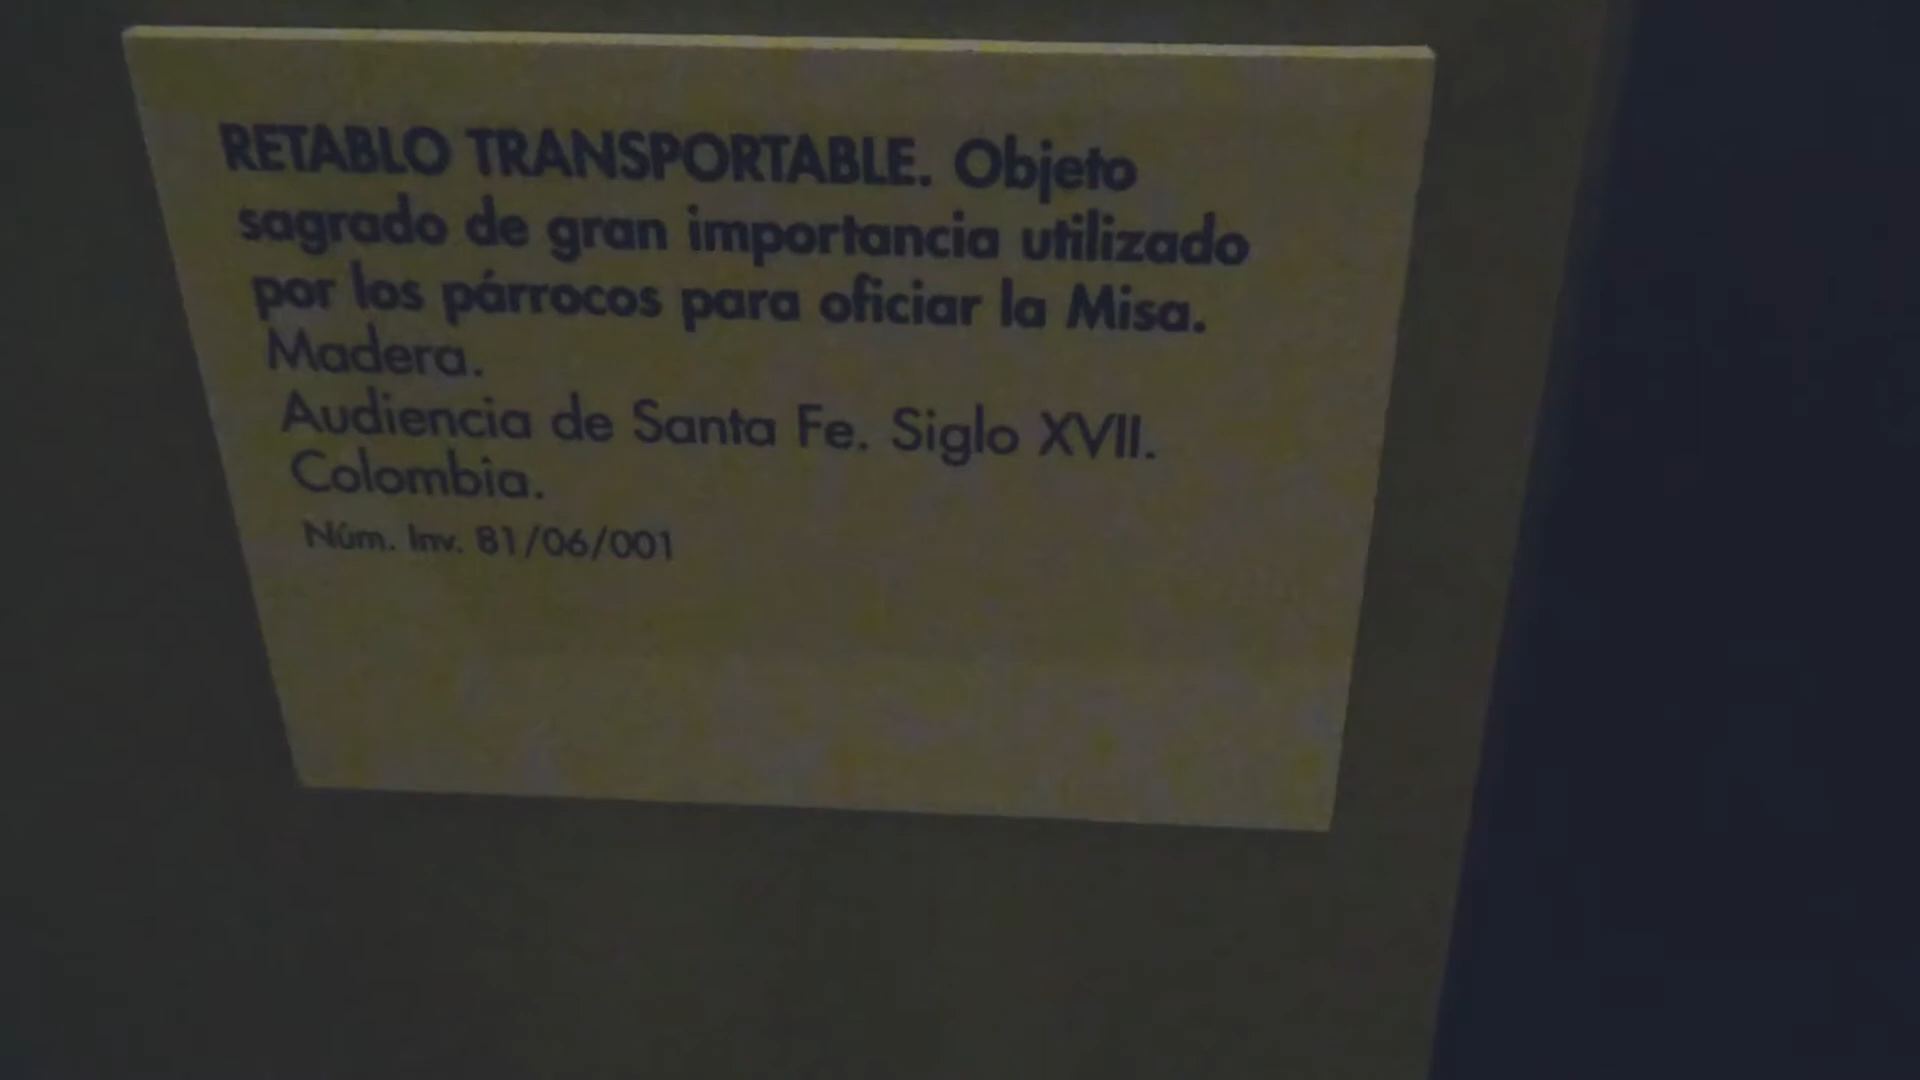 RETABLO TRANSPORTABLE. Objeto
sagrado de gran importancia utilizado
por los párrocos para oficiar la Misa.
Madera.
Audiencia de Santa Fe. Siglo XVII.
Colombia.
Núm. Inv. 81/06/001